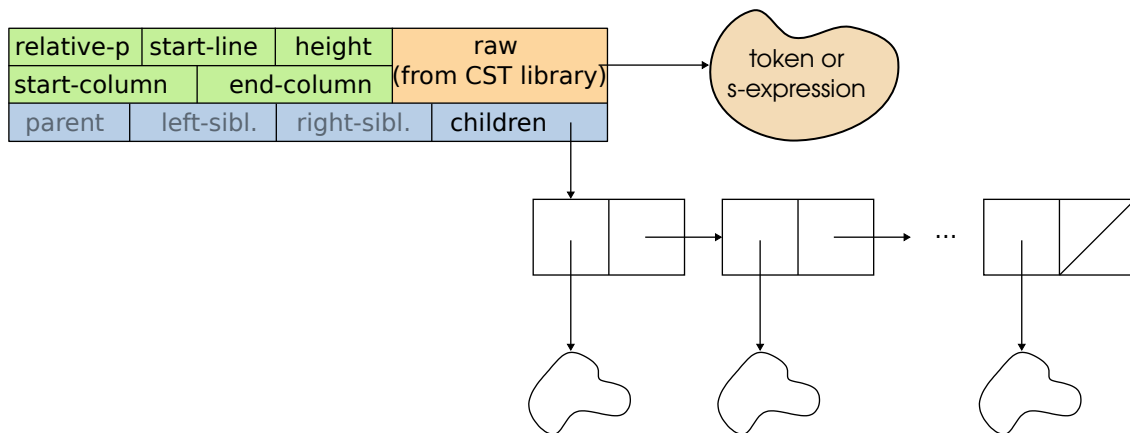 relative-p start-line height raw
(from CST library)
start-column end-column
parent left-sibl. right-sibl. children
token or
s-expression
...